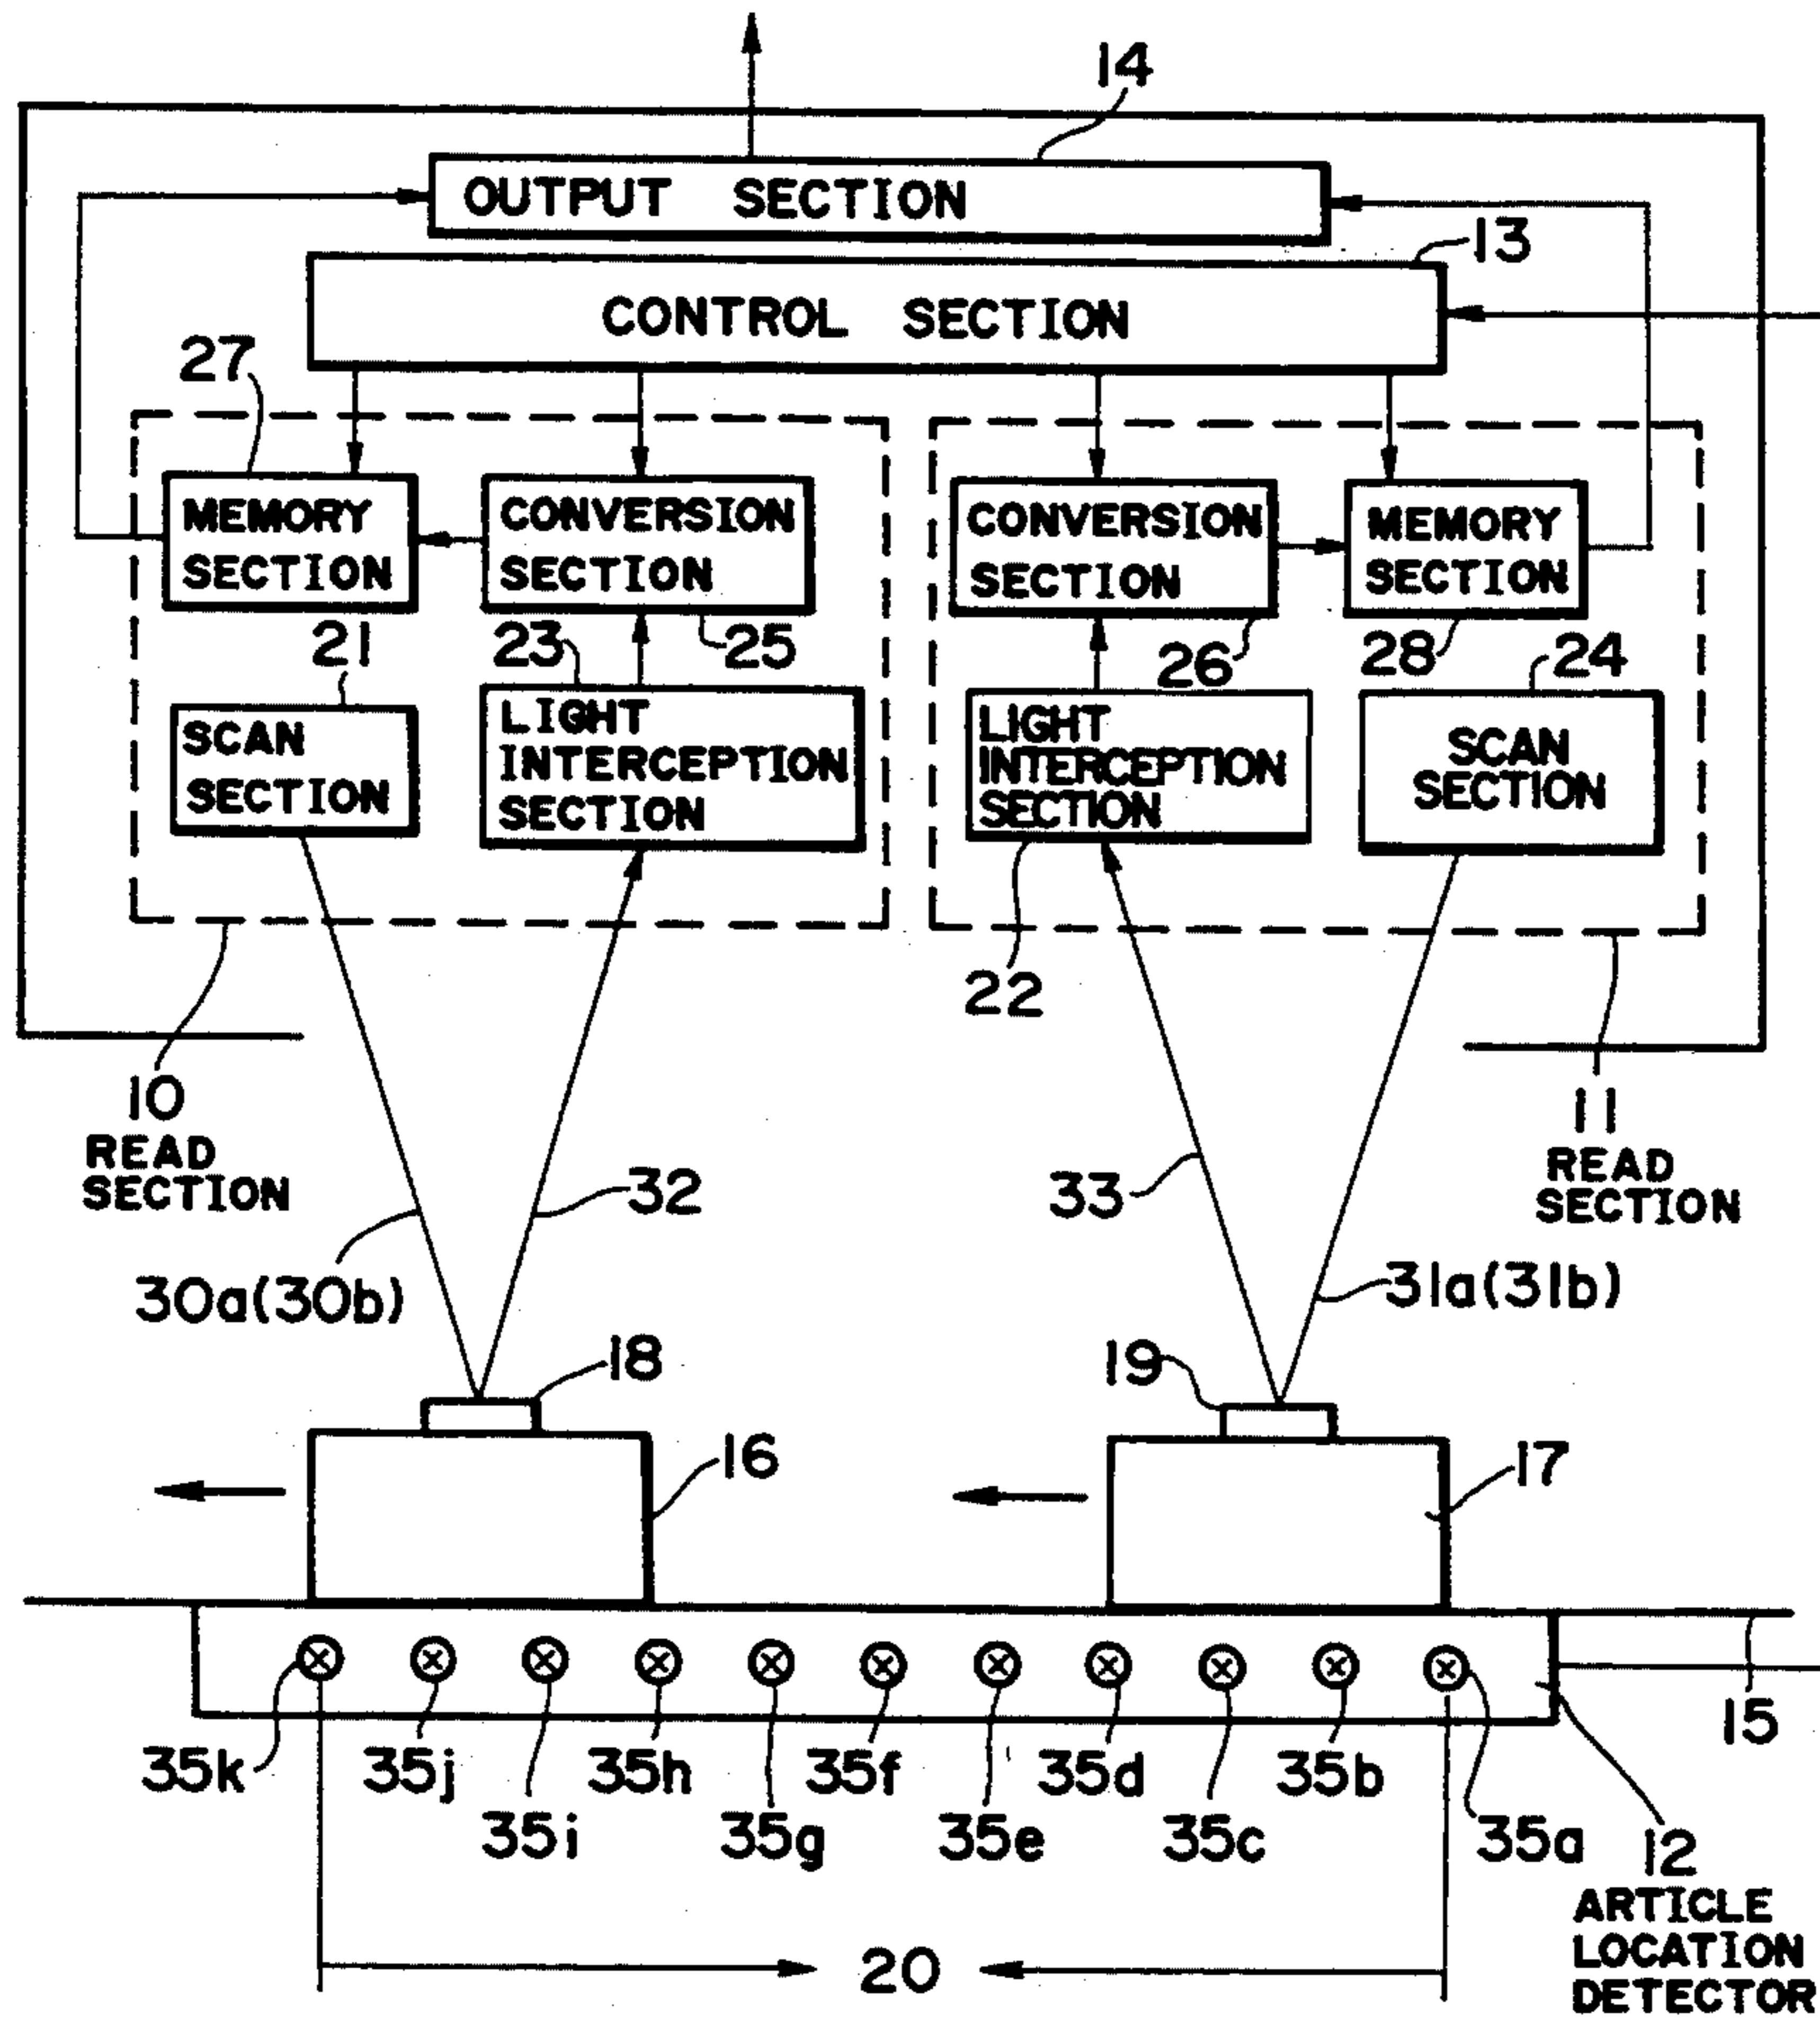 14
OUTPUT SECTION
13
CONTROL SECTION
27
MEMORY
SECTION
CONVERSION
SECTION
CONVERSION
SECTION
MEMORY
SECTION
21
23
25
26
28
24
SCAN
SECTION
LIGHT
INTERCEPTION
SECTION
LIGHT
INTERCEPTION
SECTION
SCAN
SECTION
22
10
READ
SECTION
11
READ
SECTION
32
33
30a(30b)
31a(31b)
18
19
16
17
15
35k
35j
35i
35h
35g
35f
35e
35d
35c
35b
35a
12
ARTICLE
LOCATION
DETECTOR
20